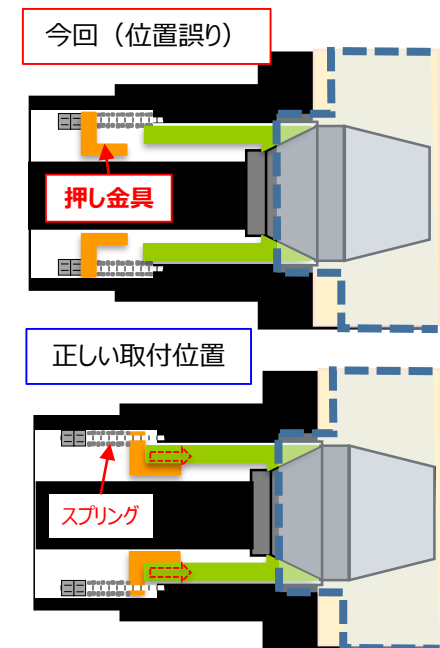 今回（位置誤り）
押し金具
正しい取付位置
スプリング